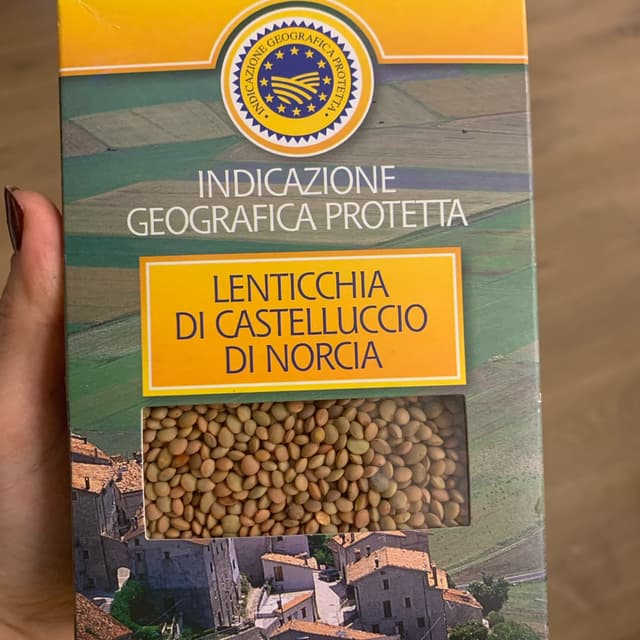 INDICAZIONE GEOGRAFICA PROTETTA
INDICAZIONE
GEOGRAFICA PROTETTA
LENTICCHIA
DI CASTELLUCCIO
DI NORCIA